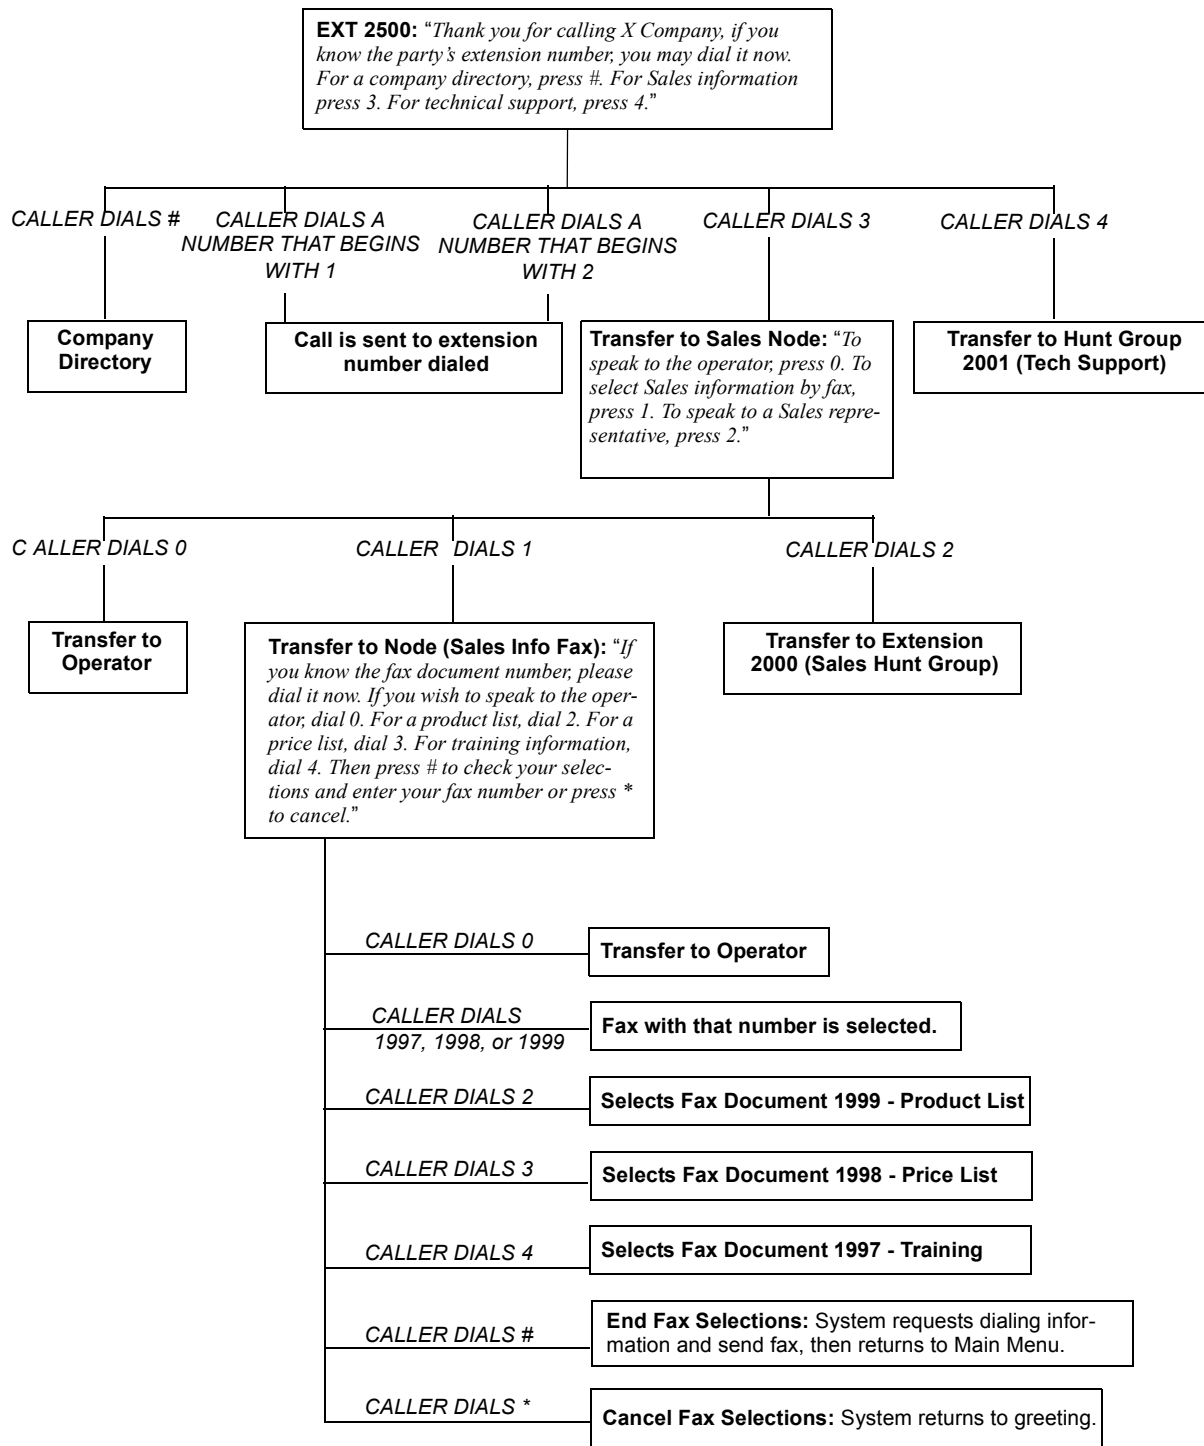 EXT 2500: “Thank you for calling X Company, if you
know the party’s extension number, you may dial it now.
For a company directory, press #. For Sales information
press 3. For technical support, press 4.”
CALLER DIALS #
CALLER DIALS A
NUMBER THAT BEGINS
WITH 1
CALLER DIALS A
NUMBER THAT BEGINS
WITH 2
CALLER DIALS 3
CALLER DIALS 4
Company
Directory
Call is sent to extension
number dialed
Transfer to Sales Node: “To
speak to the operator, press 0. To
select Sales information by fax,
press 1. To speak to a Sales repre-
sentative, press 2.”
Transfer to Hunt Group
2001 (Tech Support)
C ALLER DIALS 0
CALLER DIALS 1
CALLER DIALS 2
Transfer to
Operator
Transfer to Node (Sales Info Fax): “If
you know the fax document number, please
dial it now. If you wish to speak to the oper-
ator, dial 0. For a product list, dial 2. For a
price list, dial 3. For training information,
dial 4. Then press # to check your selec-
tions and enter your fax number or press *
to cancel.”
Transfer to Extension
2000 (Sales Hunt Group)
CALLER DIALS 0
Transfer to Operator
CALLER DIALS
1997, 1998, or 1999
Fax with that number is selected.
CALLER DIALS 2
Selects Fax Document 1999 - Product List
CALLER DIALS 3
Selects Fax Document 1998 - Price List
CALLER DIALS 4
Selects Fax Document 1997 - Training
CALLER DIALS #
End Fax Selections: System requests dialing infor-
mation and send fax, then returns to Main Menu.
CALLER DIALS *
Cancel Fax Selections: System returns to greeting.